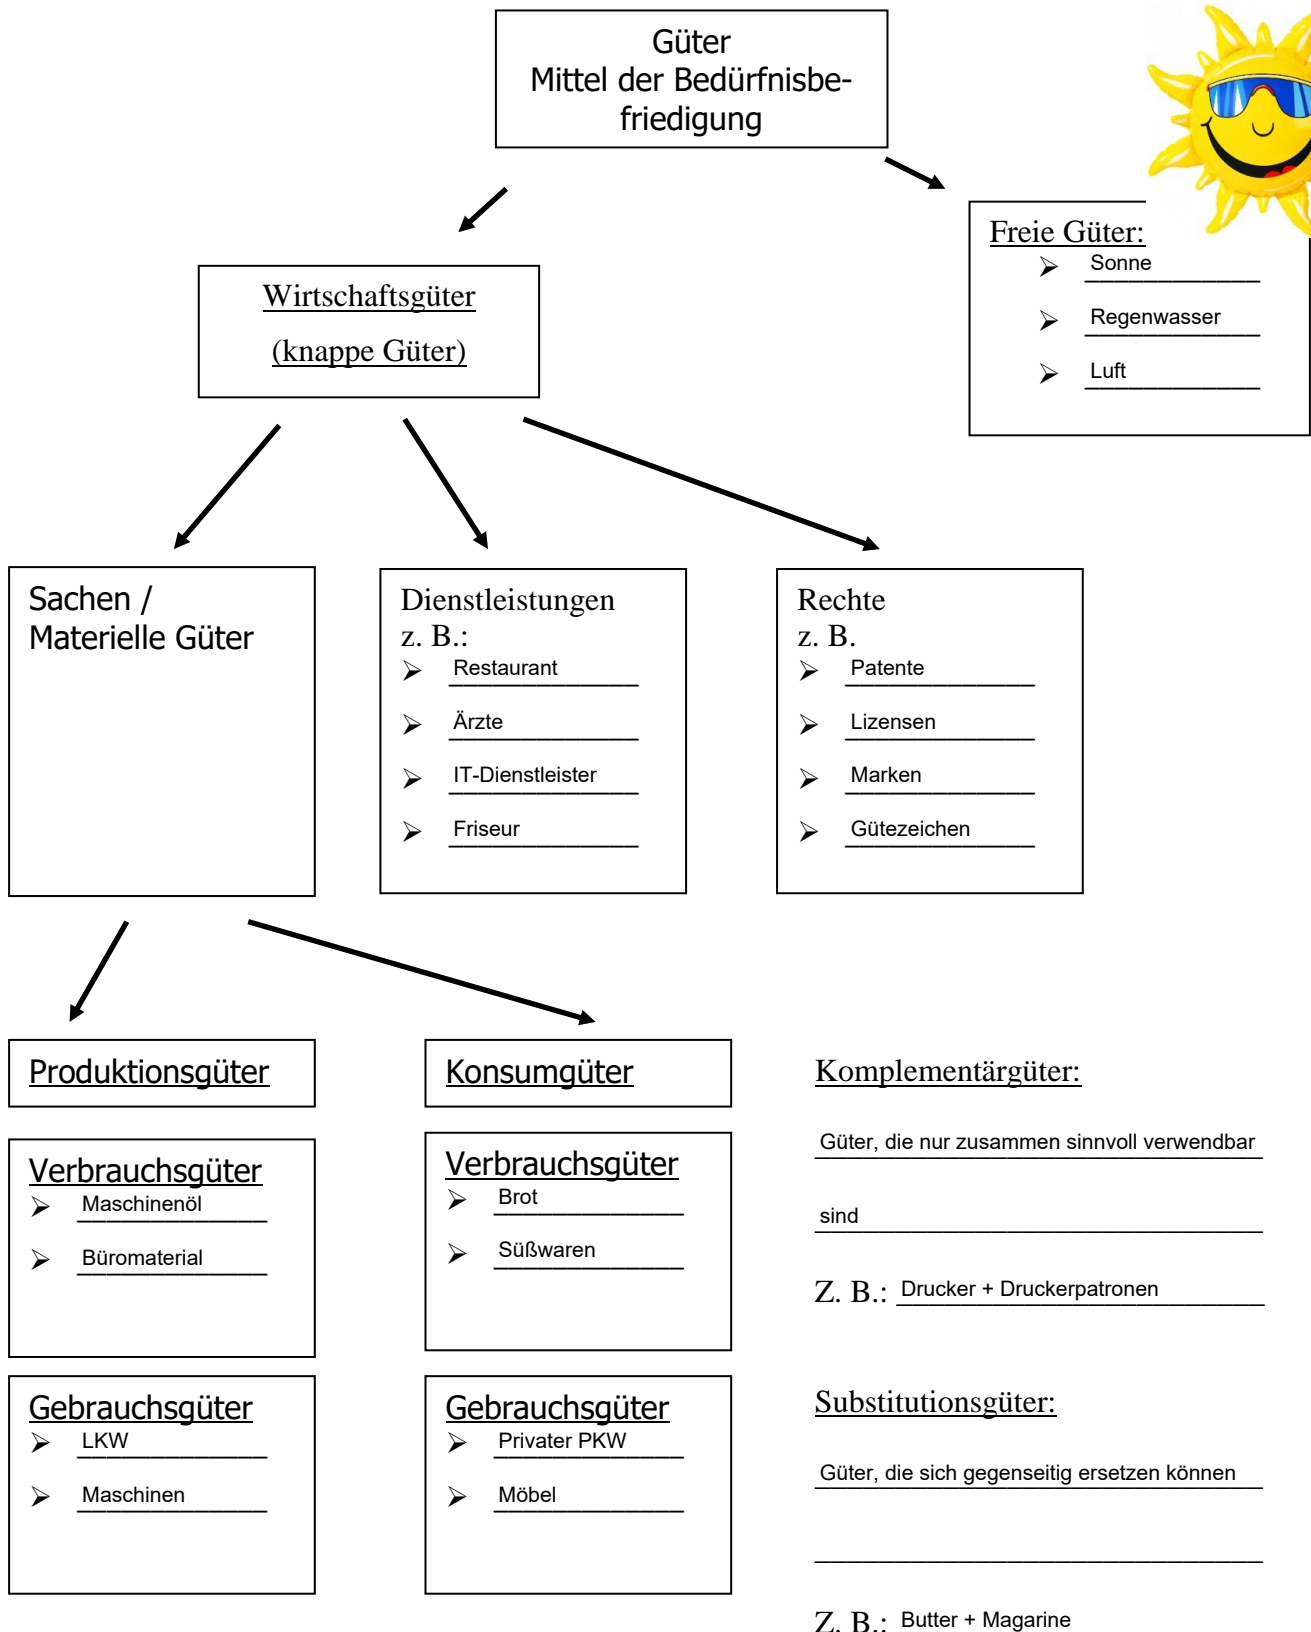 Güter
Mittel der Bedürfnisbe-
friedigung
Freie Güter:
Sonne
Regenwasser
Luft
Wirtschaftsgüter
(knappe Güter)
Sachen /
Materielle Güter
Dienstleistungen
z. B.:
Restaurant
Ärzte
IT-Dienstleister
Friseur
Rechte
z. B.
Patente
Lizensen
Marken
Gütezeichen
Produktionsgüter
Verbrauchsgüter
Maschinenöl
Büromaterial
Gebrauchsgüter
LKW
Maschinen
Konsumgüter
Verbrauchsgüter
Brot
Süßwaren
Gebrauchsgüter
Privater PKW
Möbel
Komplementärgüter:
Güter, die nur zusammen sinnvoll verwendbar
sind
Z. B.: Drucker + Druckerpatronen
Substitutionsgüter:
Güter, die sich gegenseitig ersetzen können
Z. B.: Butter + Magarine